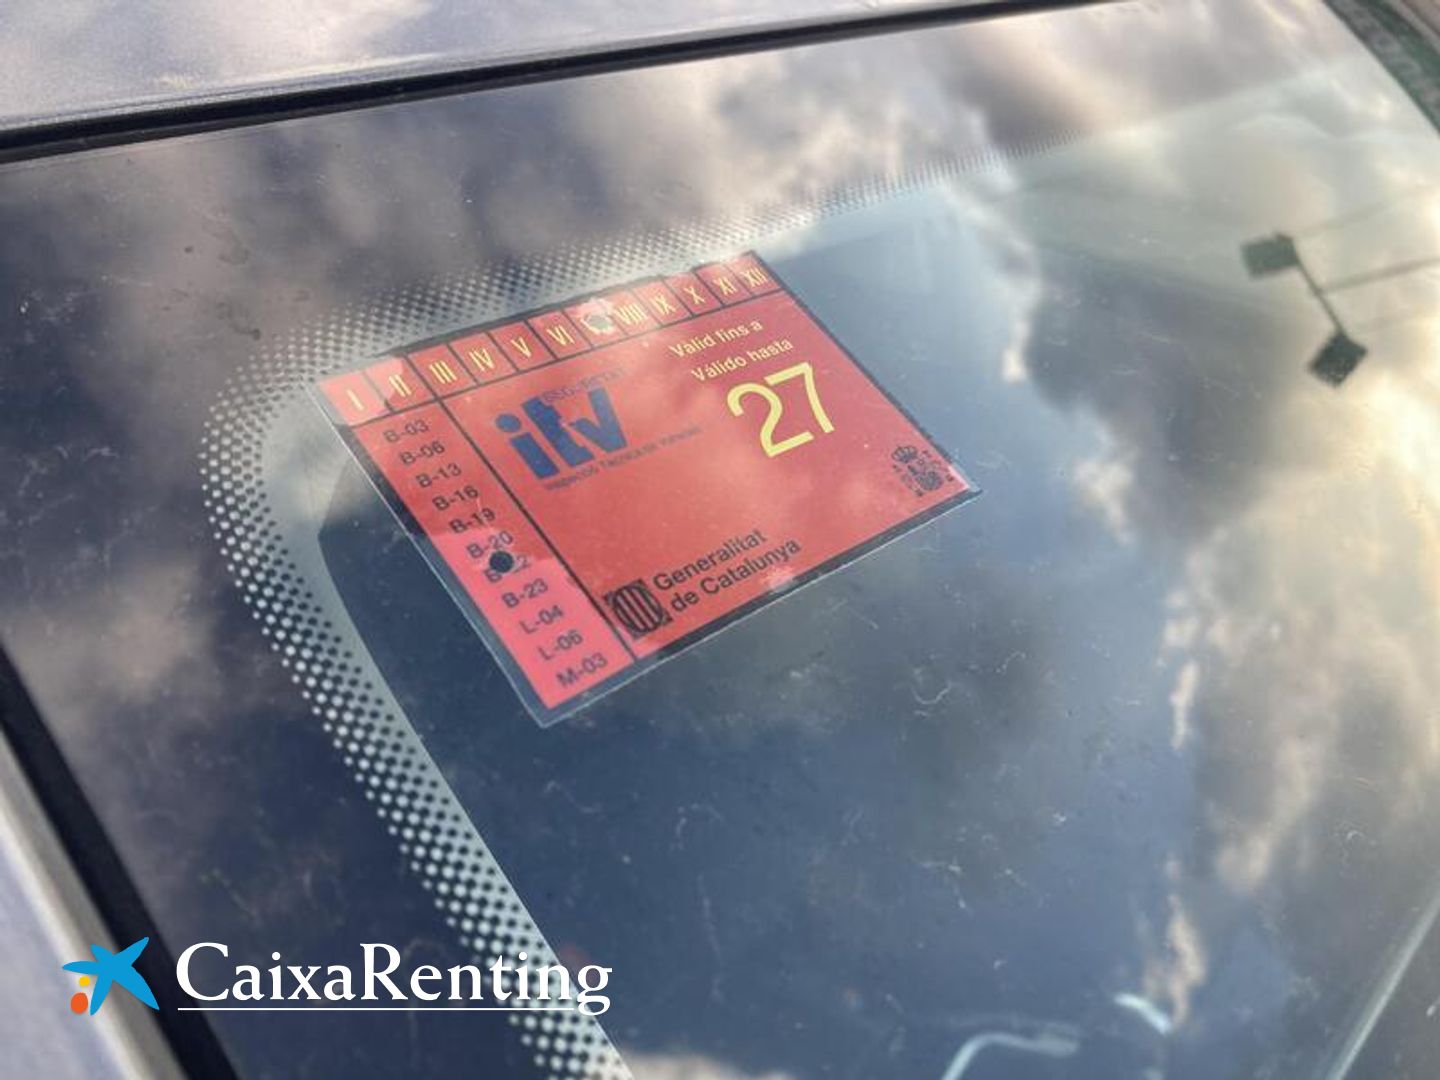 I II III IV V VI VIII IX X XI XII
B-03
B-06
B-13
B-16
B-19
B-20
B-23
L-04
L-06
M-03
itv
Vàlid fins a
Válido hasta
27
Generalitat
de Catalunya
CaixaRenting